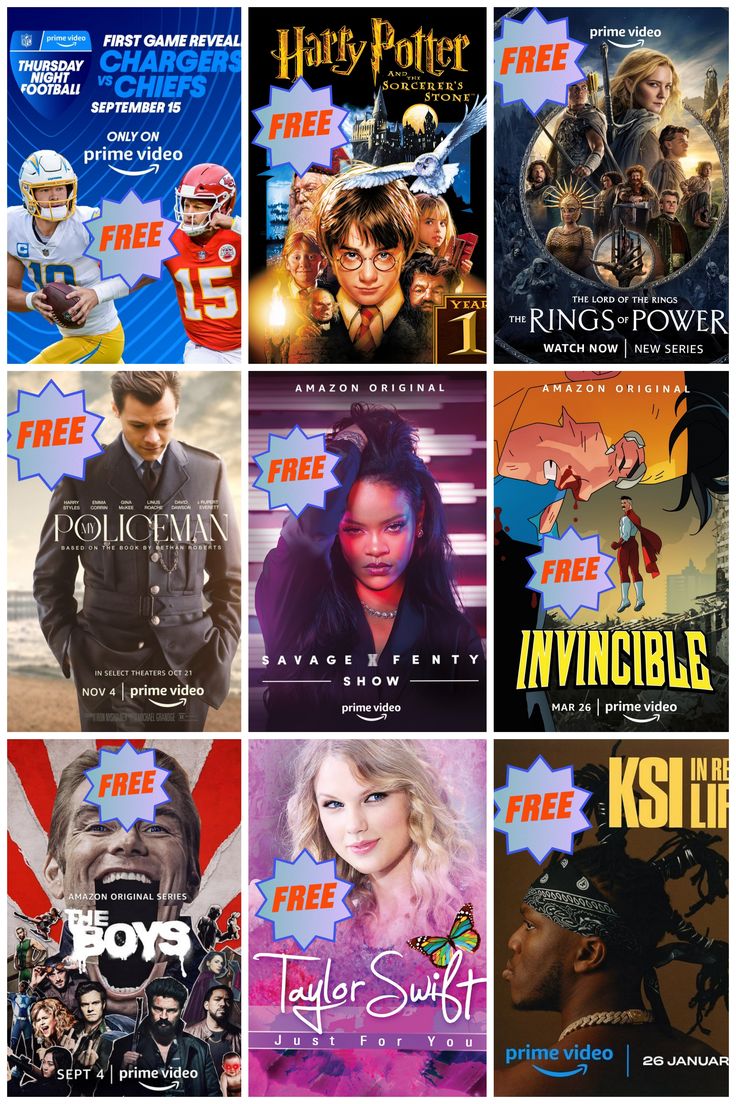 NFL
prime video
THURSDAY
NIGHT
FOOTBALL
FIRST GAME REVEAL
CHARGERS
VS CHIEFS
SEPTEMBER 15
ONLY ON
prime video
FREE
10
15
Harry Potter
AND THE
SORCERER'S
STONE
FREE
YEAR
1
prime video
FREE
THE LORD OF THE RINGS
THE RINGS OF POWER
WATCH NOW | NEW SERIES
FREE
HARRY STYLES EMMA CORRIN GINA McKEE LINUS ROACHE DAVID DAWSON & RUPERT EVERETT
MY POLICEMAN
BASED ON THE BOOK BY BETHAN ROBERTS
IN SELECT THEATERS OCT 21
NOV 4 | prime video
AMAZON ORIGINAL
FREE
SAVAGE X FENTY
SHOW
prime video
AMAZON ORIGINAL
FREE
INVINCIBLE
MAR 26 | prime video
FREE
AMAZON ORIGINAL SERIES
THE
BOYS
SEPT 4 | prime video
FREE
Taylor Swift
Just For You
KSI IN RE
LIF
FREE
prime video | 26 JANUAR